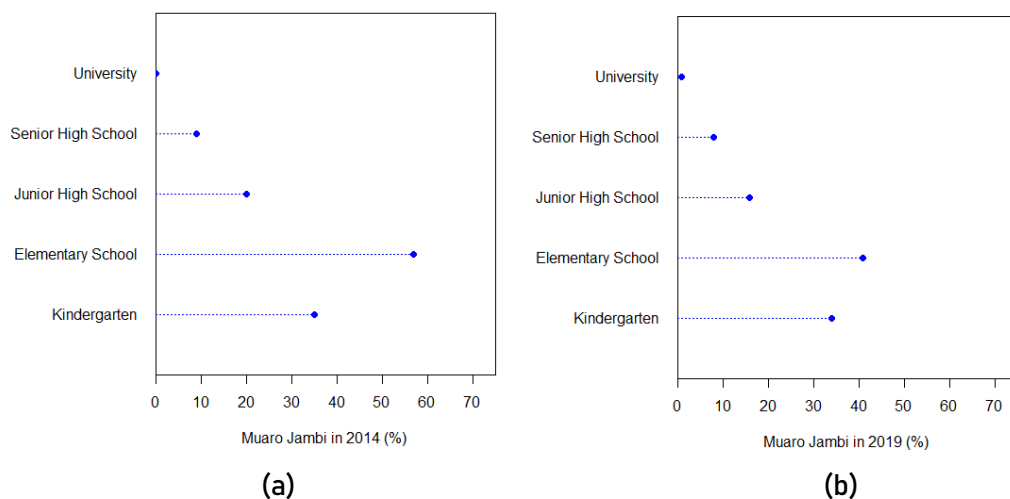 University
Senior High School
Junior High School
Elementary School
Kindergarten
0 10 20 30 40 50 60 70
Muaro Jambi in 2014 (%)
(a)
University
Senior High School
Junior High School
Elementary School
Kindergarten
0 10 20 30 40 50 60 70
Muaro Jambi in 2019 (%)
(b)